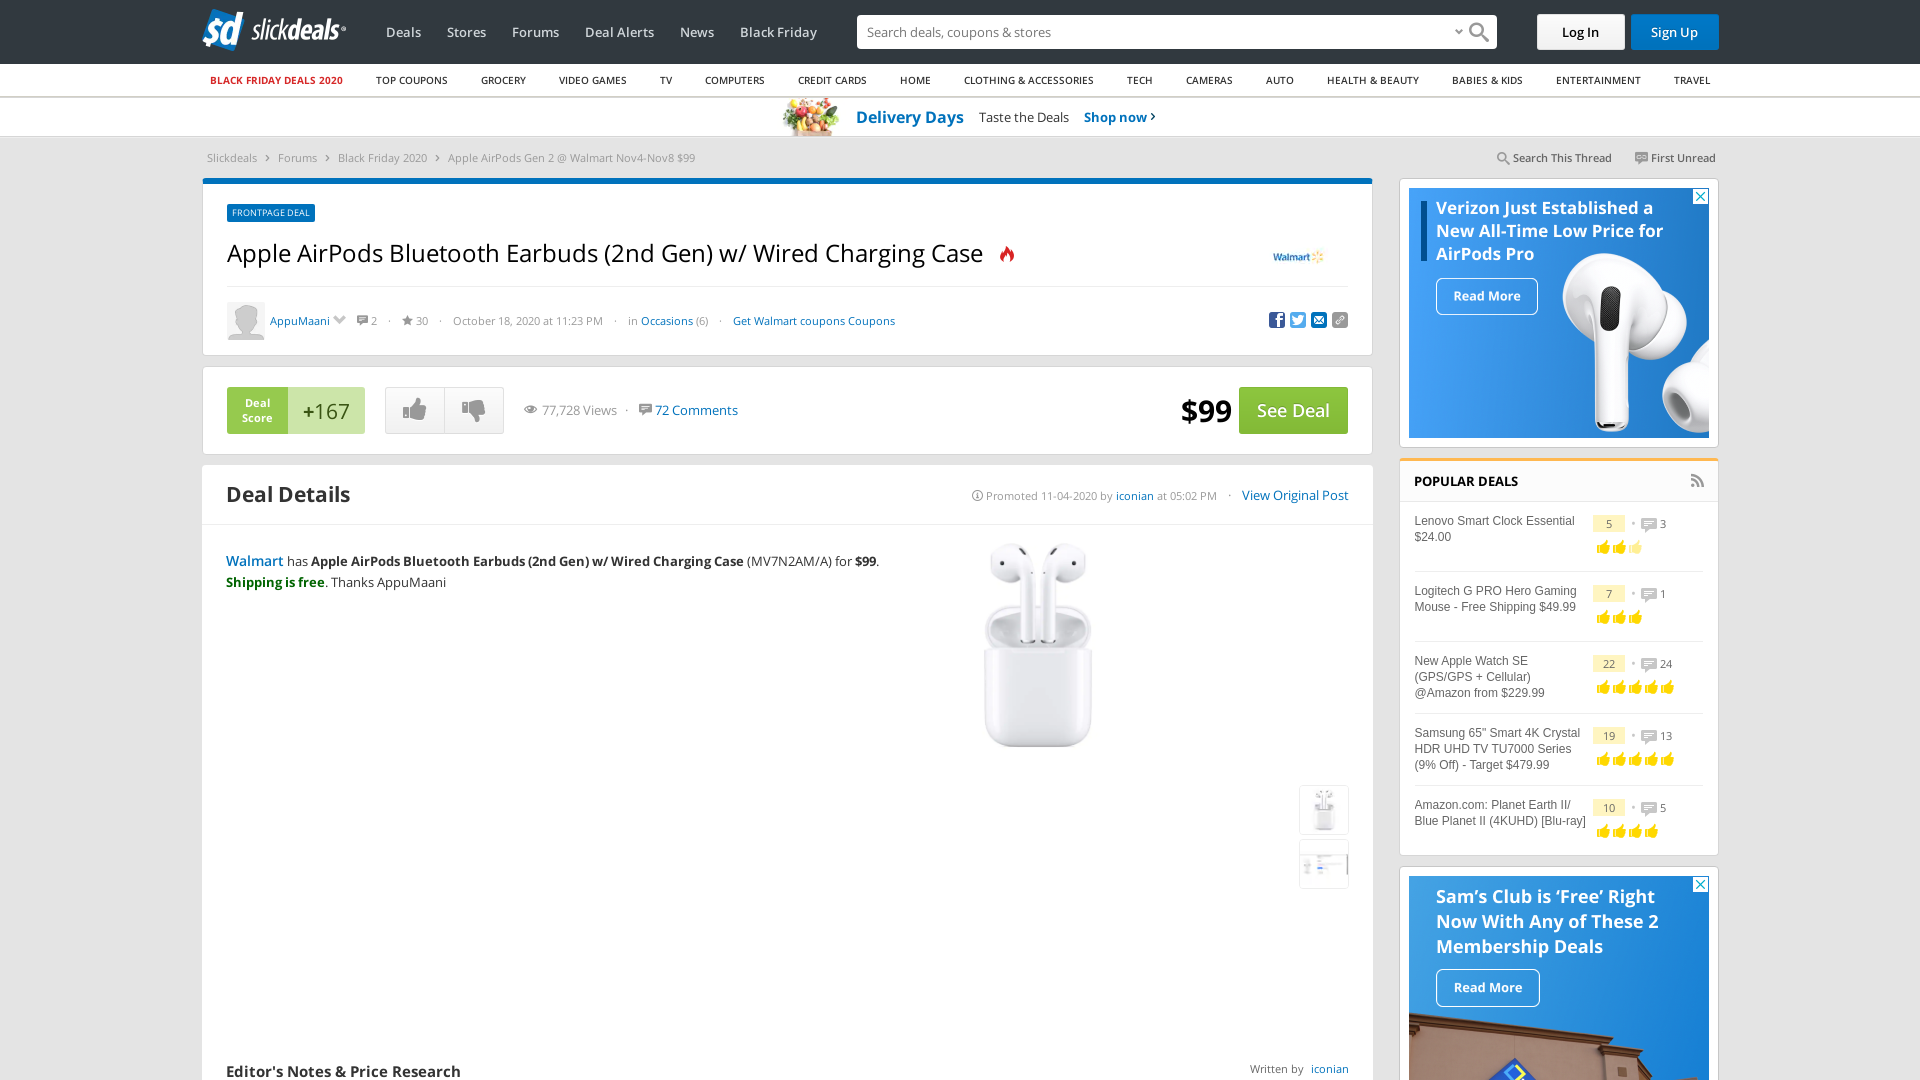 slickdeals
Deals
Stores
Forums
Deal Alerts
News
Black Friday
Search deals, coupons & stores
Log In
Sign Up
BLACK FRIDAY DEALS 2020
TOP COUPONS
GROCERY
VIDEO GAMES
TV
COMPUTERS
CREDIT CARDS
HOME
CLOTHING & ACCESSORIES
TECH
CAMERAS
AUTO
HEALTH & BEAUTY
BABIES & KIDS
ENTERTAINMENT
TRAVEL
Delivery Days Taste the Deals Shop now
Slickdeals > Forums > Black Friday 2020 > Apple AirPods Gen 2 @ Walmart Nov4-Nov8 $99
Search This Thread
First Unread
FRONTPAGE DEAL
Apple AirPods Bluetooth Earbuds (2nd Gen) w/ Wired Charging Case
Walmart
AppuMaani 2 · 30 · October 18, 2020 at 11:23 PM · in Occasions (6) · Get Walmart coupons Coupons
Deal
Score
+167
77,728 Views · 72 Comments
$99
See Deal
Deal Details
Promoted 11-04-2020 by iconian at 05:02 PM · View Original Post
Walmart has Apple AirPods Bluetooth Earbuds (2nd Gen) w/ Wired Charging Case (MV7N2AM/A) for $99.
Shipping is free. Thanks AppuMaani
Editor's Notes & Price Research
Written by iconian
Verizon Just Established a
New All-Time Low Price for
AirPods Pro
Read More
POPULAR DEALS
Lenovo Smart Clock Essential
$24.00
5 • 3
Logitech G PRO Hero Gaming
Mouse - Free Shipping $49.99
7 • 1
New Apple Watch SE
(GPS/GPS + Cellular)
@Amazon from $229.99
22 • 24
Samsung 65" Smart 4K Crystal
HDR UHD TV TU7000 Series
(9% Off) - Target $479.99
19 • 13
Amazon.com: Planet Earth II/
Blue Planet II (4KUHD) [Blu-ray]
10 • 5
Sam's Club is 'Free' Right
Now With Any of These 2
Membership Deals
Read More